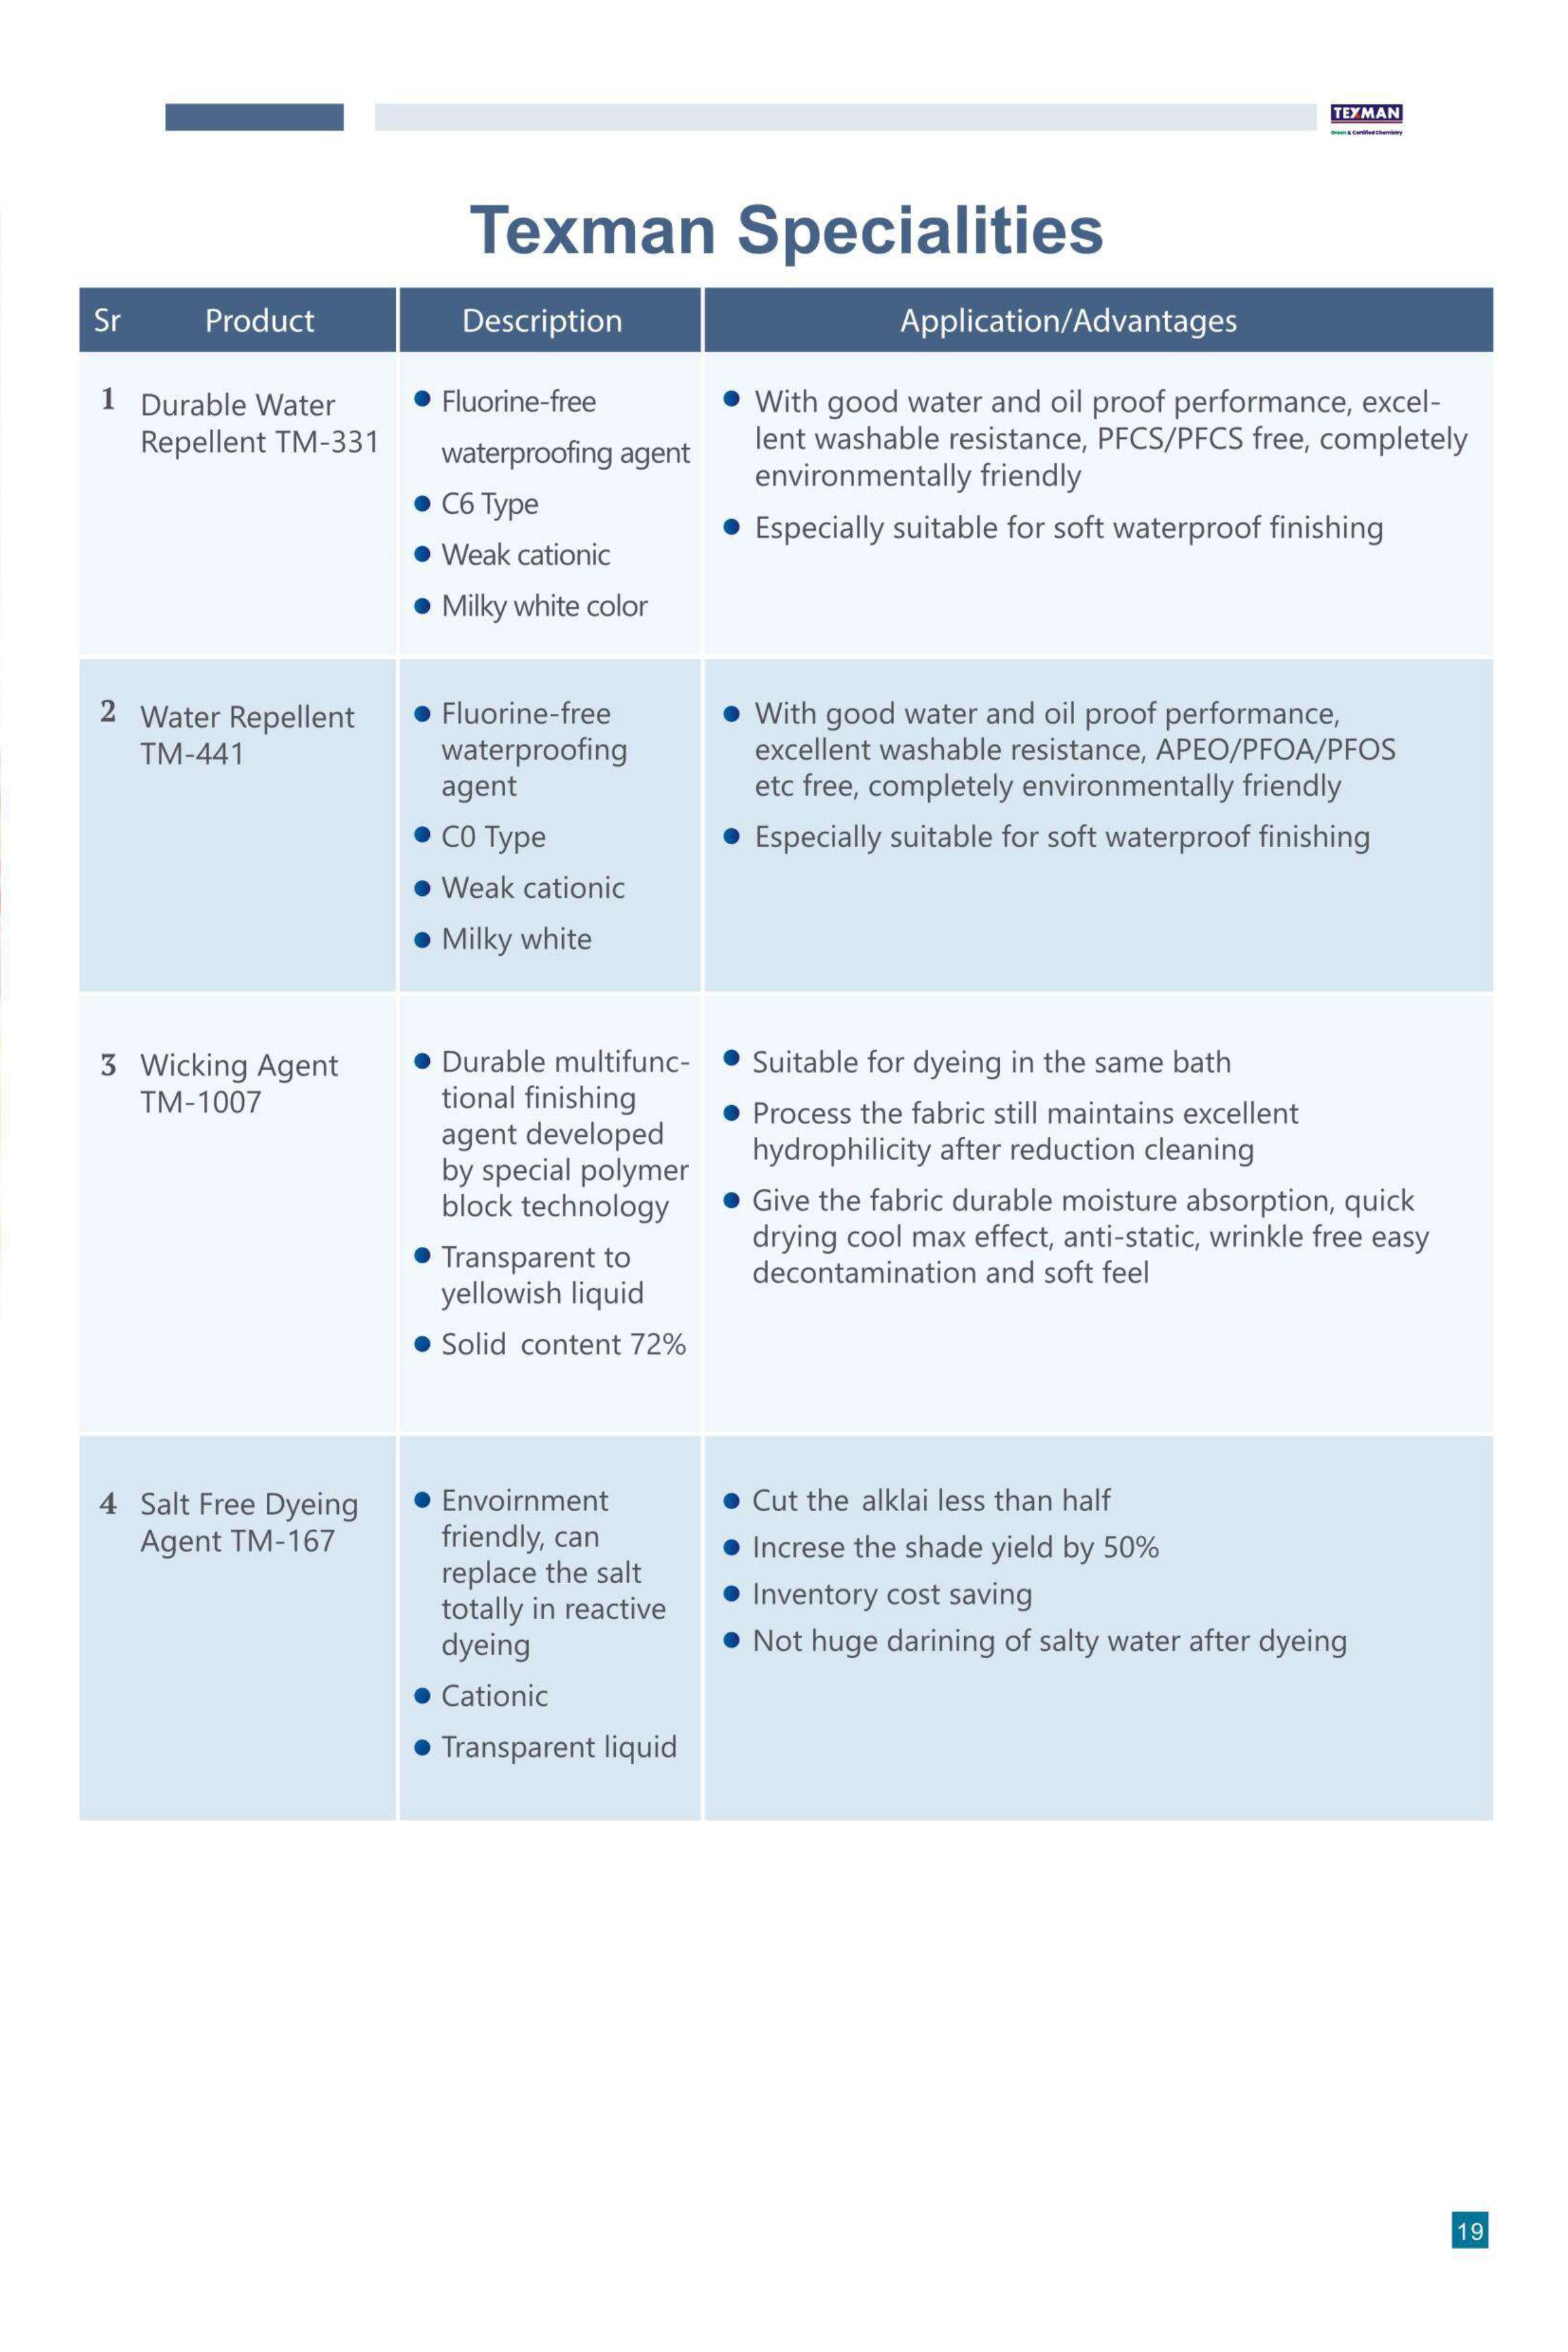 TEXMAN
Green & Certified Chemistry
Texman Specialities
Sr Product Description Application/Advantages
1 Durable Water
Repellent TM-331
Fluorine-free
waterproofing agent
C6 Type
Weak cationic
Milky white color
With good water and oil proof performance, excel-
lent washable resistance, PFCS/PFCS free, completely
environmentally friendly
Especially suitable for soft waterproof finishing
2 Water Repellent
TM-441
Fluorine-free
waterproofing
agent
C0 Type
Weak cationic
Milky white
With good water and oil proof performance,
excellent washable resistance, APEO/PFOA/PFOS
etc free, completely environmentally friendly
Especially suitable for soft waterproof finishing
3 Wicking Agent
TM-1007
Durable multifunc-
tional finishing
agent developed
by special polymer
block technology
Transparent to
yellowish liquid
Solid content 72%
Suitable for dyeing in the same bath
Process the fabric still maintains excellent
hydrophilicity after reduction cleaning
Give the fabric durable moisture absorption, quick
drying cool max effect, anti-static, wrinkle free easy
decontamination and soft feel
4 Salt Free Dyeing
Agent TM-167
Envoirnment
friendly, can
replace the salt
totally in reactive
dyeing
Cationic
Transparent liquid
Cut the alklai less than half
Increse the shade yield by 50%
Inventory cost saving
Not huge darining of salty water after dyeing
19